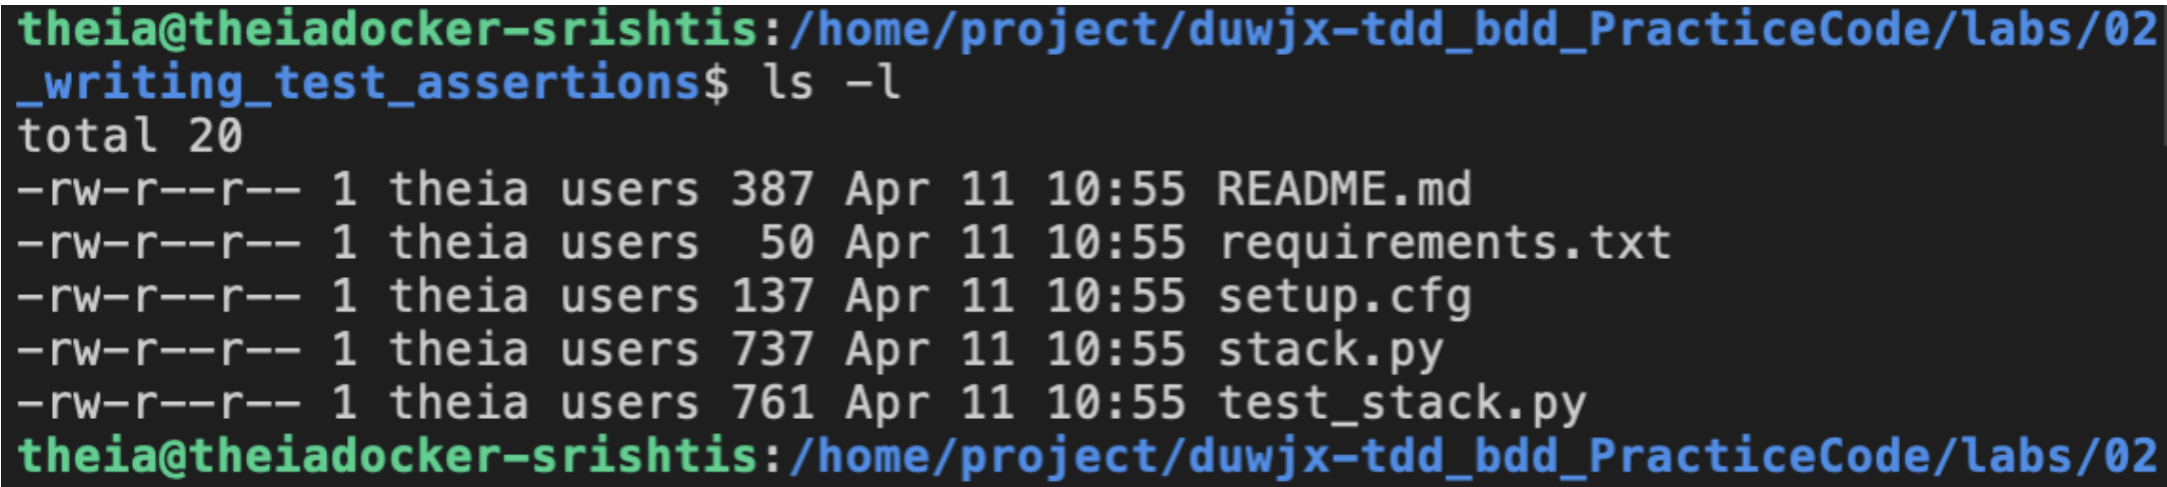 theia@theiadocker-srishtis:/home/project/duwjx-tdd_bdd_PracticeCode/labs/02
_writing_test_assertions$ ls -l
total 20
-rw-r--r-- 1 theia users 387 Apr 11 10:55 README.md
-rw-r--r-- 1 theia users  50 Apr 11 10:55 requirements.txt
-rw-r--r-- 1 theia users 137 Apr 11 10:55 setup.cfg
-rw-r--r-- 1 theia users 737 Apr 11 10:55 stack.py
-rw-r--r-- 1 theia users 761 Apr 11 10:55 test_stack.py
theia@theiadocker-srishtis:/home/project/duwjx-tdd_bdd_PracticeCode/labs/02